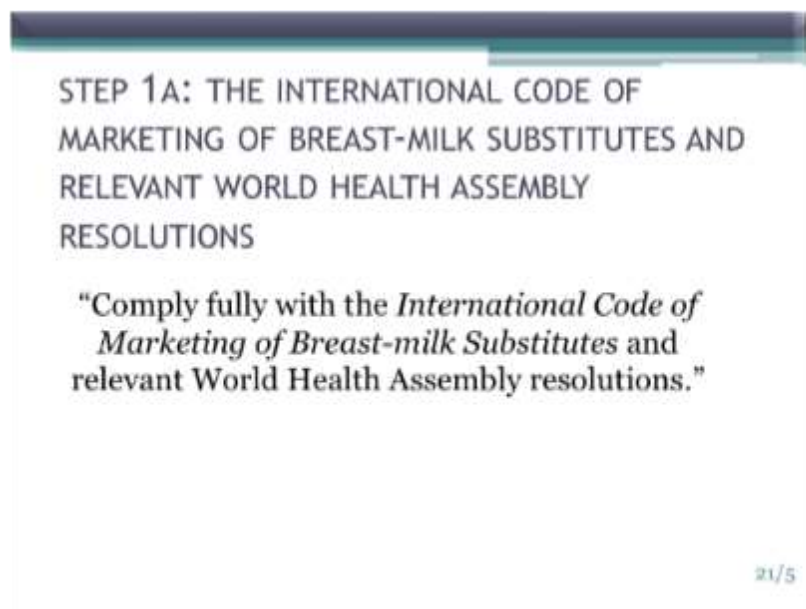 STEP 1A: THE INTERNATIONAL CODE OF
MARKETING OF BREAST-MILK SUBSTITUTES AND
RELEVANT WORLD HEALTH ASSEMBLY
RESOLUTIONS
“Comply fully with the International Code of
Marketing of Breast-milk Substitutes and
relevant World Health Assembly resolutions.”
21/5